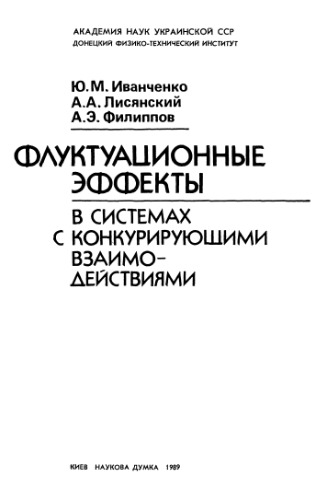 АКАДЕМИЯ НАУК УКРАИНСКОЙ ССР
ДОНЕЦКИЙ ФИЗИКО-ТЕХНИЧЕСКИЙ ИНСТИТУТ
Ю.М. Иванченко
А.А. Лисянский
А.Э. Филиппов
ФЛУКТУАЦИОННЫЕ
ЭФФЕКТЫ
В СИСТЕМАХ
С КОНКУРИРУЮЩИМИ
ВЗАИМО-
ДЕЙСТВИЯМИ
КИЕВ НАУКОВА ДУМКА 1989